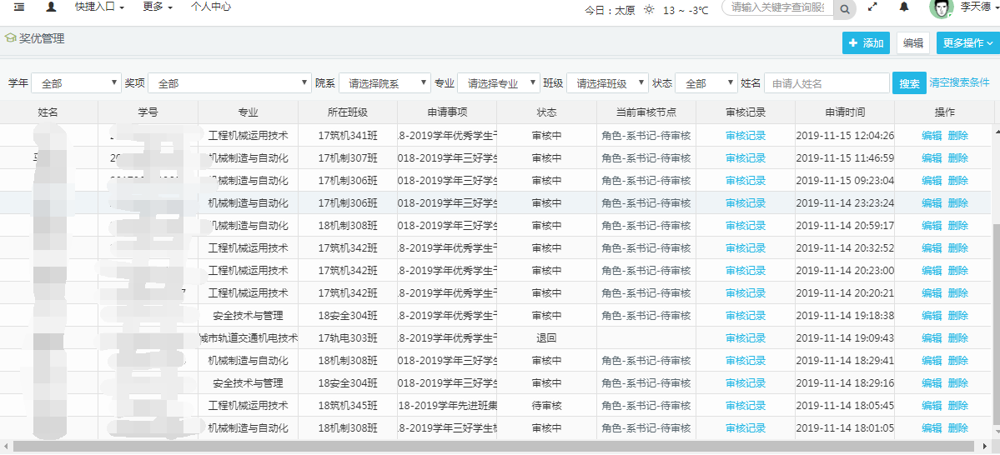 快捷入口 更多 个人中心 今日：太原 13 ~ -3℃ 请输入关键字查询服务 李天德
奖优管理 添加 编辑 更多操作
学年 全部 奖项 全部 院系 请选择院系 专业 请选择专业 班级 请选择班级 状态 全部 姓名 申请人姓名 搜索 清空搜索条件
姓名 学号 专业 所在班级 申请事项 状态 当前审核节点 审核记录 申请时间 操作
工程机械运用技术 17筑机341班 8-2019学年优秀学生干 审核中 角色-系书记-待审核 审核记录 2019-11-15 12:04:26 编辑 删除
机械制造与自动化 17机制307班 018-2019学年三好学生 审核中 角色-系书记-待审核 审核记录 2019-11-15 11:46:59 编辑 删除
机械制造与自动化 17机制306班 018-2019学年三好学生 审核中 角色-系书记-待审核 审核记录 2019-11-15 09:23:04 编辑 删除
机械制造与自动化 17机制306班 018-2019学年三好学生 审核中 角色-系书记-待审核 审核记录 2019-11-14 23:23:24 编辑 删除
机械制造与自动化 18机制308班 018-2019学年三好学生 审核中 角色-系书记-待审核 审核记录 2019-11-14 20:59:17 编辑 删除
工程机械运用技术 17筑机342班 8-2019学年优秀学生干 审核中 角色-系书记-待审核 审核记录 2019-11-14 20:32:52 编辑 删除
工程机械运用技术 17筑机342班 8-2019学年优秀学生干 审核中 角色-系书记-待审核 审核记录 2019-11-14 20:23:00 编辑 删除
工程机械运用技术 17筑机342班 8-2019学年优秀学生干 审核中 角色-系书记-待审核 审核记录 2019-11-14 20:20:21 编辑 删除
安全技术与管理 18安全304班 8-2019学年优秀学生干 审核中 角色-系书记-待审核 审核记录 2019-11-14 19:18:38 编辑 删除
城市轨道交通机电技术 17轨电303班 8-2019学年优秀学生干 退回 审核记录 2019-11-14 19:09:43 编辑 删除
机械制造与自动化 18机制308班 018-2019学年三好学生 审核中 角色-系书记-待审核 审核记录 2019-11-14 18:29:41 编辑 删除
安全技术与管理 18安全304班 018-2019学年三好学生 审核中 角色-系书记-待审核 审核记录 2019-11-14 18:29:16 编辑 删除
工程机械运用技术 18筑机345班 18-2019学年先进班集 待审核 角色-系书记-待审核 审核记录 2019-11-14 18:05:45 编辑 删除
机械制造与自动化 18机制308班 8-2019学年三好学生标 审核中 角色-系书记-待审核 审核记录 2019-11-14 18:01:05 编辑 删除